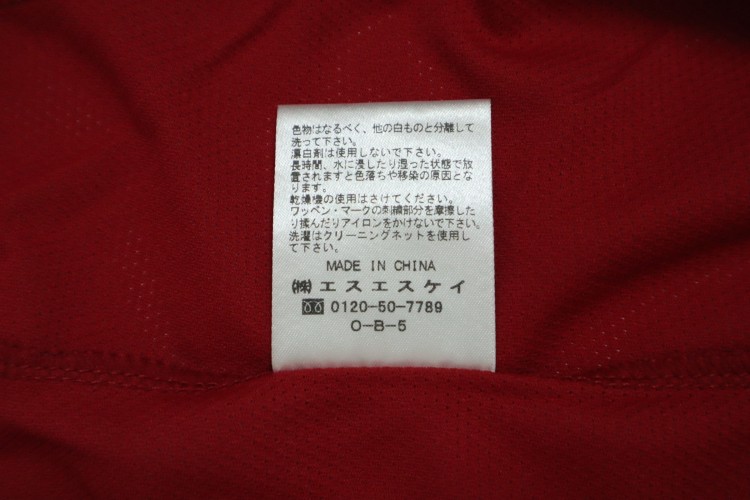 色物はなるべく、他の白ものと分離して
洗って下さい。
漂白剤は使用しないで下さい。
長時間、水に浸したり湿った状態で放
置されますと色落ちや移染の原因とな
ります。
乾燥機の使用はさけてください。
ワッペン・マークの刺繍部分を摩擦した
り揉んだりアイロンをかけないで下さい。
洗濯はクリーニングネットを使用し
て下さい。
MADE IN CHINA
㈱エスエスケイ
0120-50-7789
O-B-5